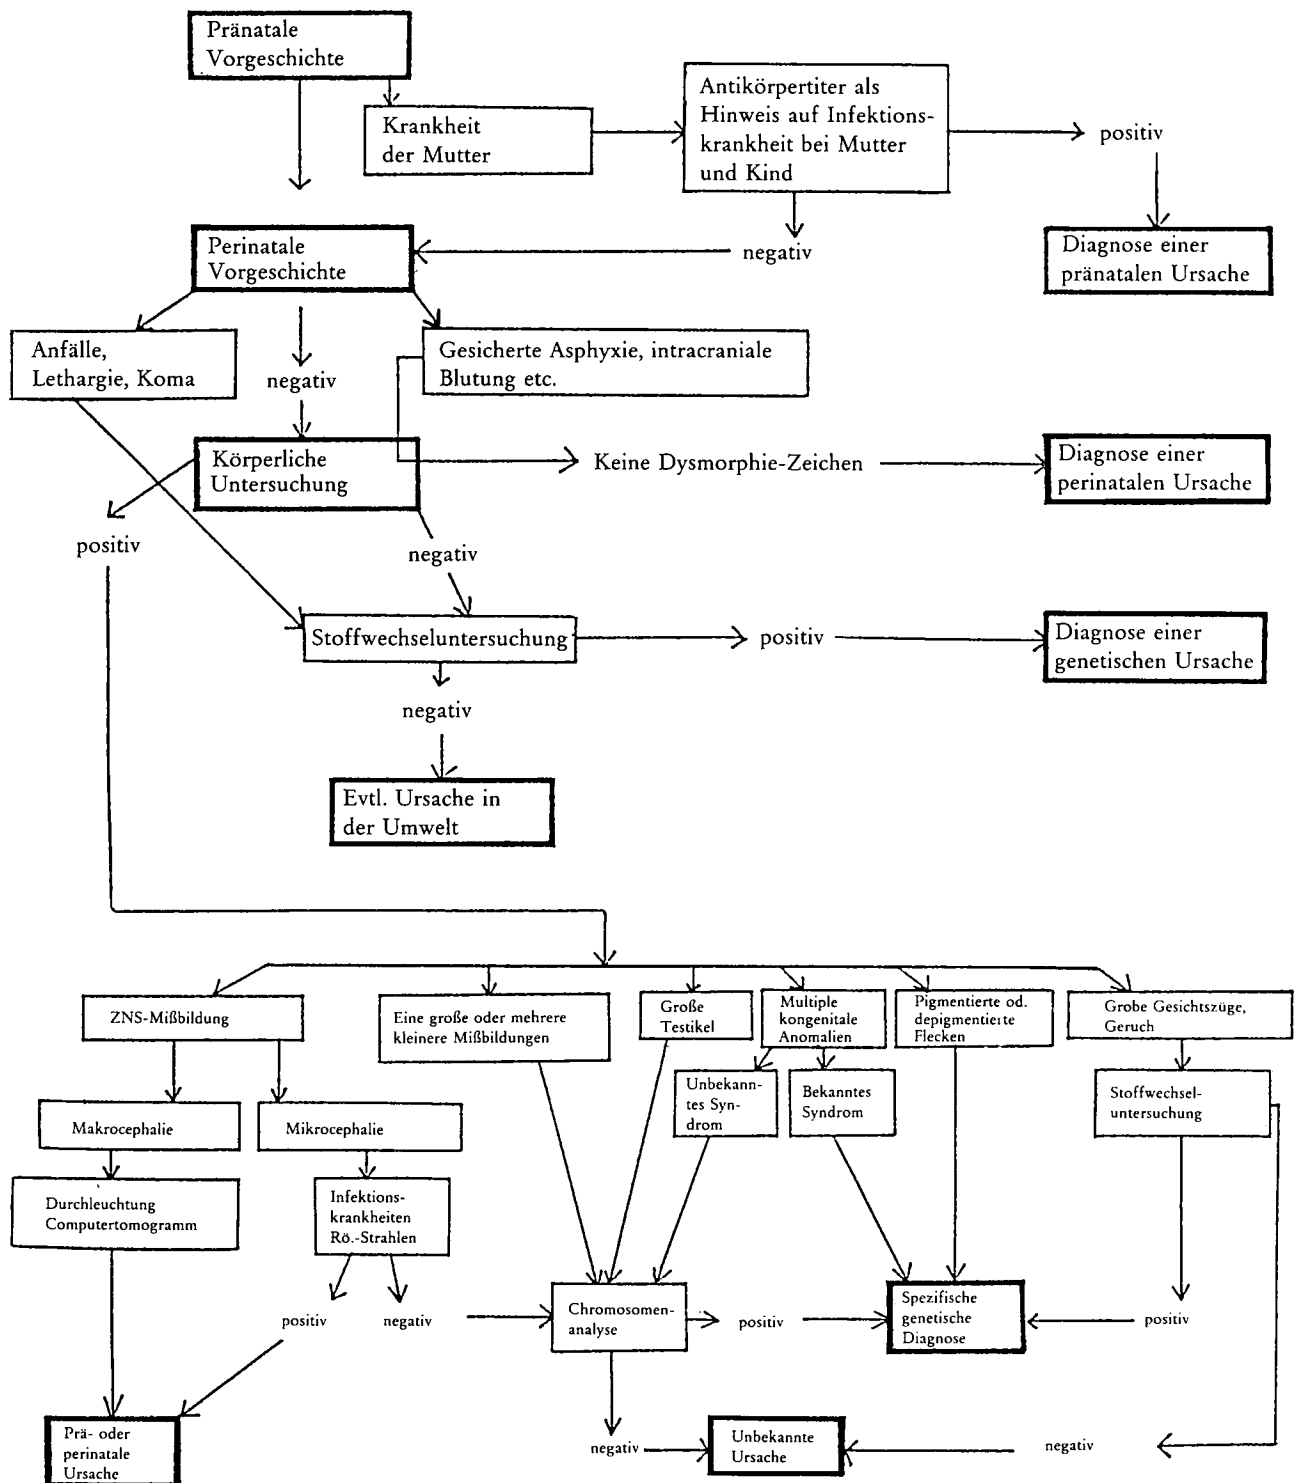 Pränatale
Vorgeschichte
Krankheit
der Mutter
Antikörpertiter als
Hinweis auf Infektions-
krankheit bei Mutter
und Kind
positiv
Perinatale
Vorgeschichte
negativ
Diagnose einer
pränatalen Ursache
Anfälle,
Lethargie, Koma
negativ
Gesicherte Asphyxie, intracraniale
Blutung etc.
Körperliche
Untersuchung
Keine Dysmorphie-Zeichen
Diagnose einer
perinatalen Ursache
positiv
negativ
Stoffwechseluntersuchung
positiv
Diagnose einer
genetischen Ursache
negativ
Evtl. Ursache in
der Umwelt
ZNS-Mißbildung
Eine große oder mehrere
kleinere Mißbildungen
Große
Testikel
Multiple
kongenitale
Anomalien
Pigmentierte od.
depigmentierte
Flecken
Grobe Gesichtszüge,
Geruch
Unbekann-
tes Syn-
drom
Bekanntes
Syndrom
Stoffwechsel-
untersuchung
Makrocephalie
Mikrocephalie
Durchleuchtung
Computertomogramm
Infektions-
krankheiten
Rö.-Strahlen
positiv
negativ
Chromosomen-
analyse
positiv
Spezifische
genetische
Diagnose
positiv
Prä- oder
perinatale
Ursache
negativ
Unbekannte
Ursache
negativ